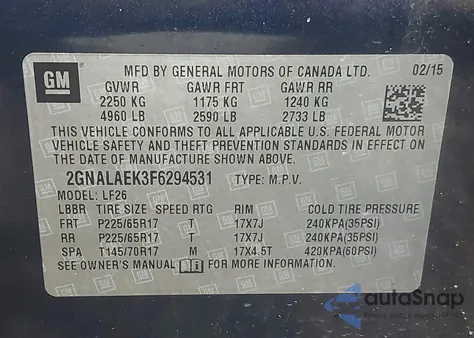 GM
MFD BY GENERAL MOTORS OF CANADA LTD. 02/15
GVWR GAWR FRT GAWR RR
2250 KG 1175 KG 1240 KG
4960 LB 2590 LB 2733 LB
THIS VEHICLE CONFORMS TO ALL APPLICABLE U.S. FEDERAL MOTOR
VEHICLE SAFETY AND THEFT PREVENTION STANDARDS IN EFFECT ON
THE DATE OF MANUFACTURE SHOWN ABOVE.
2GNALAEK3F6294531 TYPE: M.P.V.
MODEL: LF26
LBBR TIRE SIZE SPEED RTG RIM COLD TIRE PRESSURE
FRT P225/65R17 T 17X7J 240KPA(35PSI)
RR P225/65R17 T 17X7J 240KPA(35PSI)
SPA T145/70R17 M 17X4.5T 420KPA(60PSI)
SEE OWNER'S MANUAL FOR MORE INFORMATION.
autoSnap